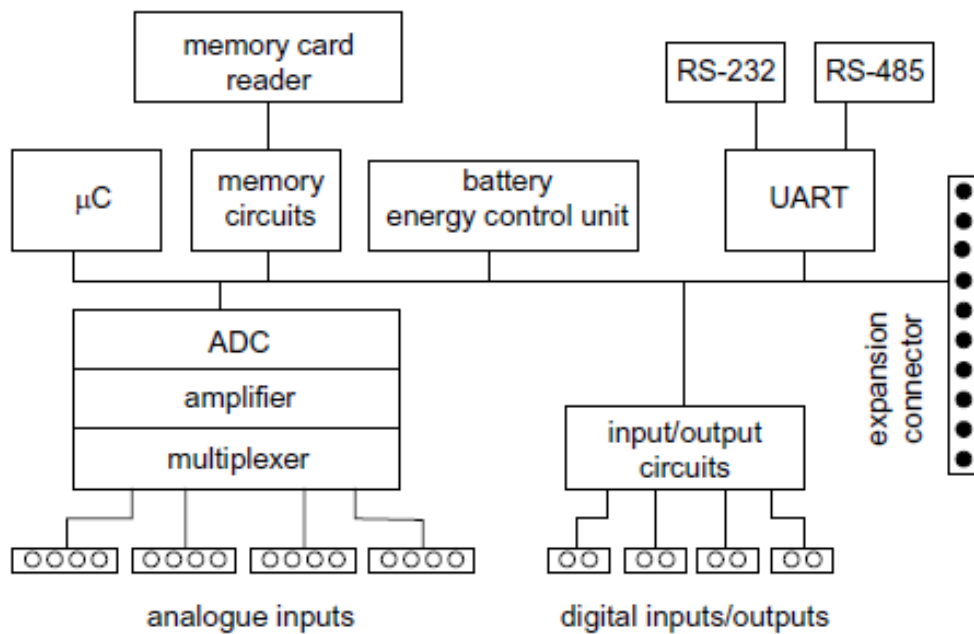 memory card
reader
RS-232
RS-485
μC
memory
circuits
battery
energy control unit
UART
ADC
amplifier
multiplexer
input/output
circuits
expansion
connector
analogue inputs
digital inputs/outputs